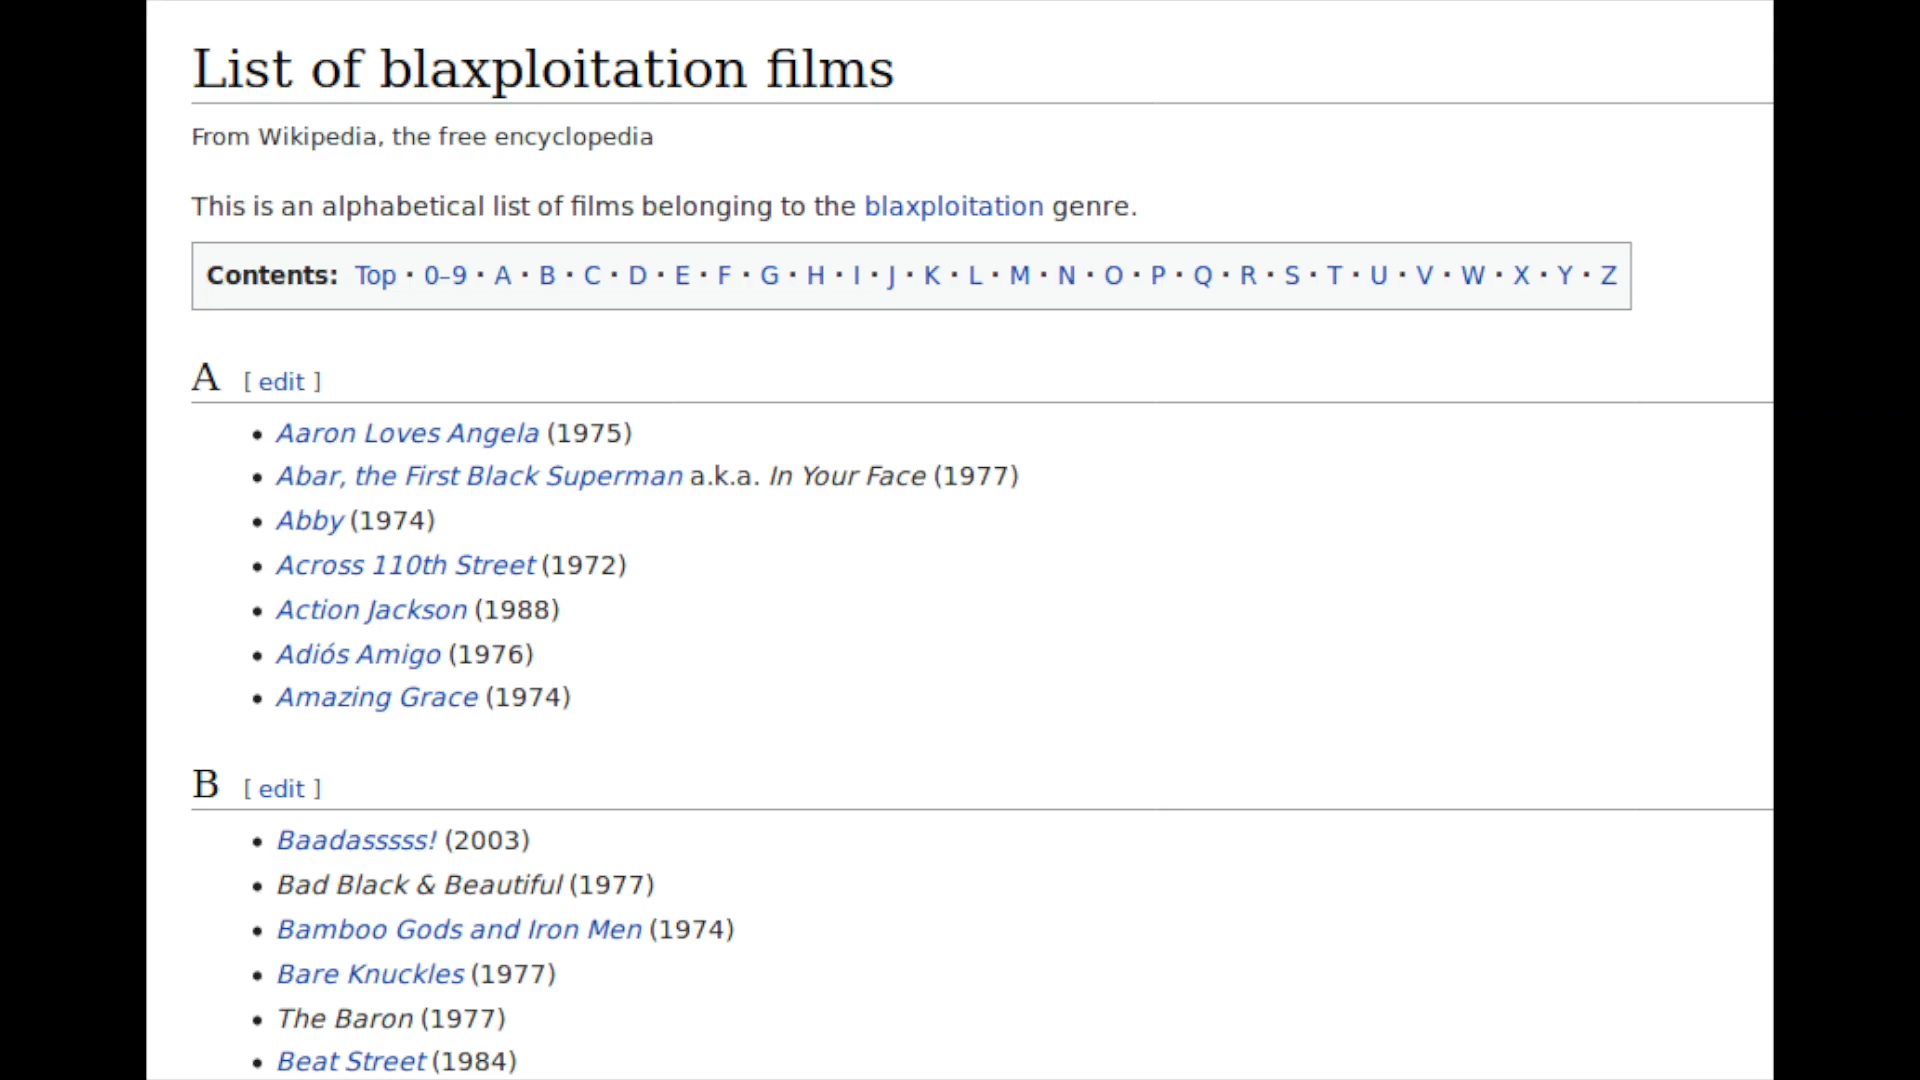 List of blaxploitation films
From Wikipedia, the free encyclopedia
This is an alphabetical list of films belonging to the blaxploitation genre.
Contents: Top · 0–9 · A · B · C · D · E · F · G · H · I · J · K · L · M · N · O · P · Q · R · S · T · U · V · W · X · Y · Z
A [ edit ]
• Aaron Loves Angela (1975)
• Abar, the First Black Superman a.k.a. In Your Face (1977)
• Abby (1974)
• Across 110th Street (1972)
• Action Jackson (1988)
• Adiós Amigo (1976)
• Amazing Grace (1974)
B [ edit ]
• Baadasssss! (2003)
• Bad Black & Beautiful (1977)
• Bamboo Gods and Iron Men (1974)
• Bare Knuckles (1977)
• The Baron (1977)
• Beat Street (1984)